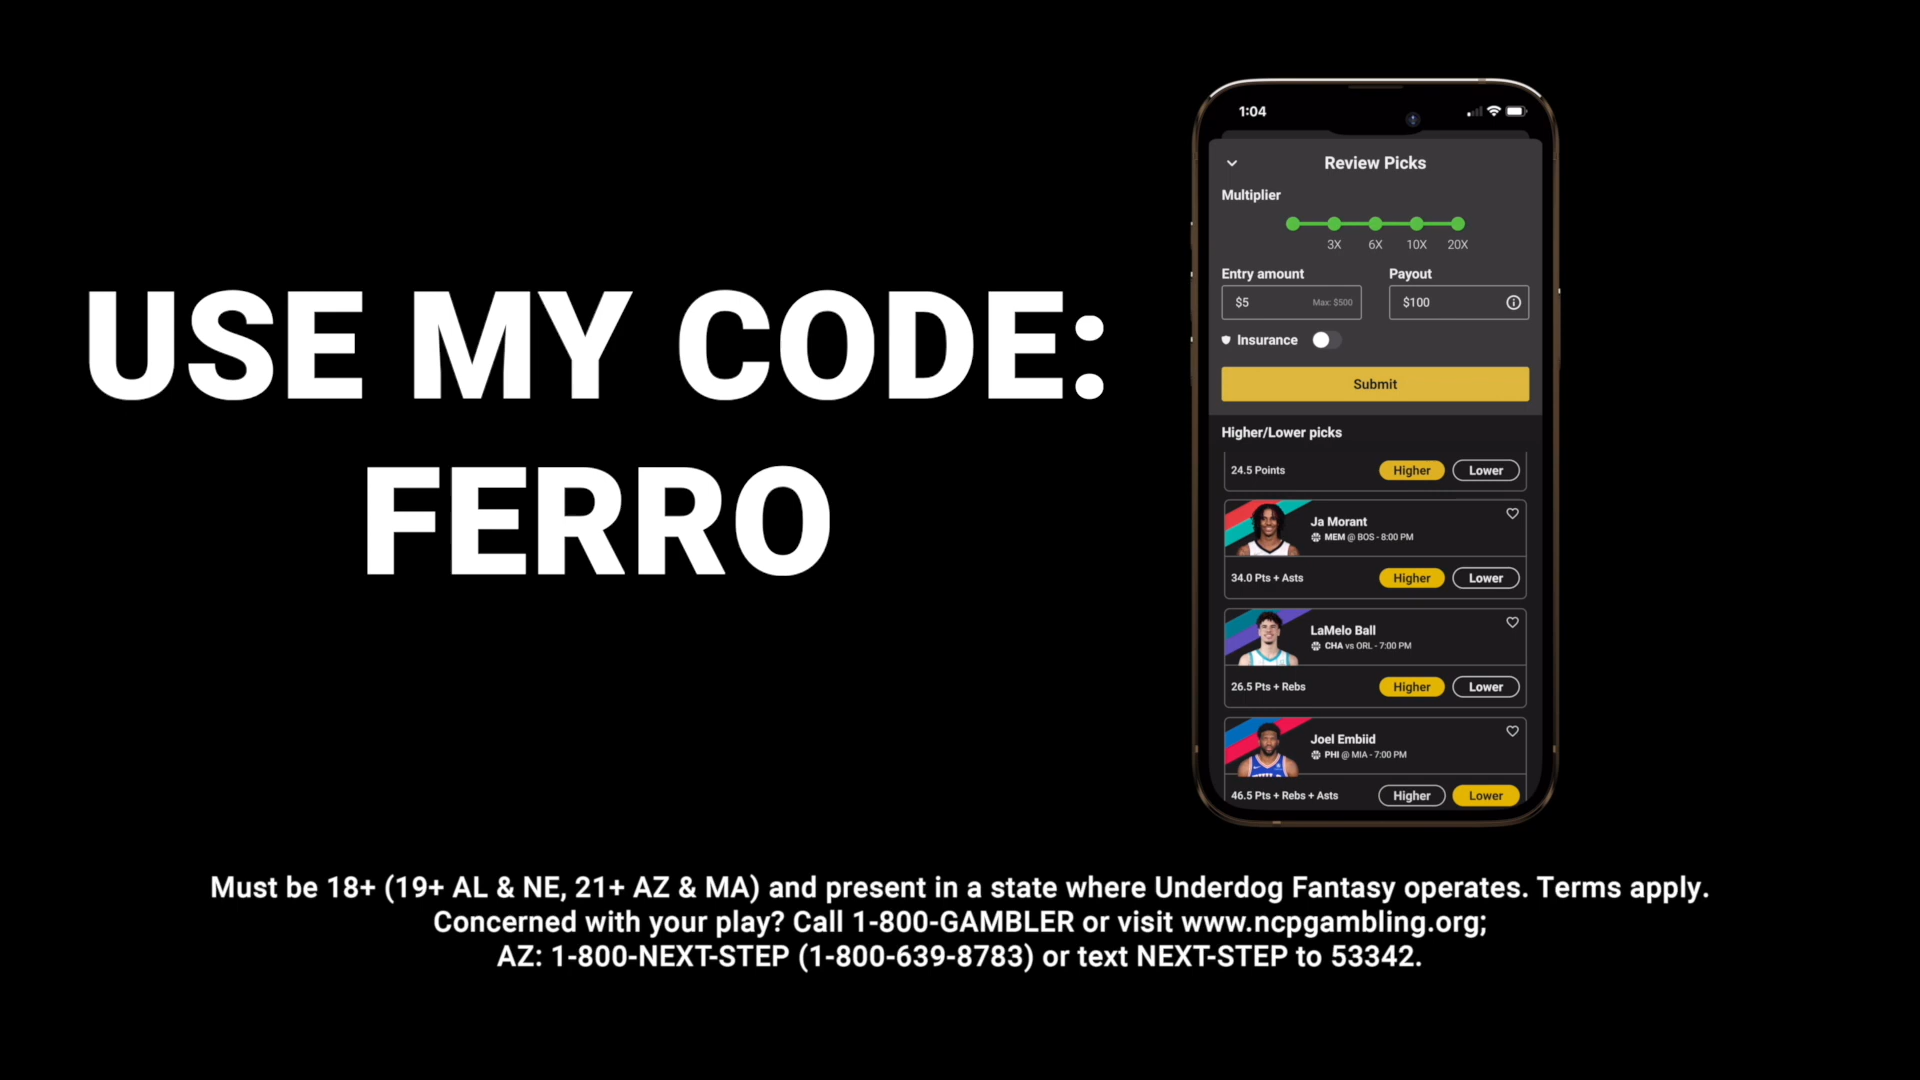 USE MY CODE:
FERRO
1:04
Review Picks
Multiplier
3X 6X 10X 20X
Entry amount Payout
$5 Max: $500 $100
Insurance
Submit
Higher/Lower picks
24.5 Points Higher Lower
Ja Morant
MEM @ BOS - 8:00 PM
34.0 Pts + Asts Higher Lower
LaMelo Ball
CHA vs ORL - 7:00 PM
26.5 Pts + Rebs Higher Lower
Joel Embiid
PHI @ MIA - 7:00 PM
46.5 Pts + Rebs + Asts Higher Lower
Must be 18+ (19+ AL & NE, 21+ AZ & MA) and present in a state where Underdog Fantasy operates. Terms apply.
Concerned with your play? Call 1-800-GAMBLER or visit www.ncpgambling.org;
AZ: 1-800-NEXT-STEP (1-800-639-8783) or text NEXT-STEP to 53342.